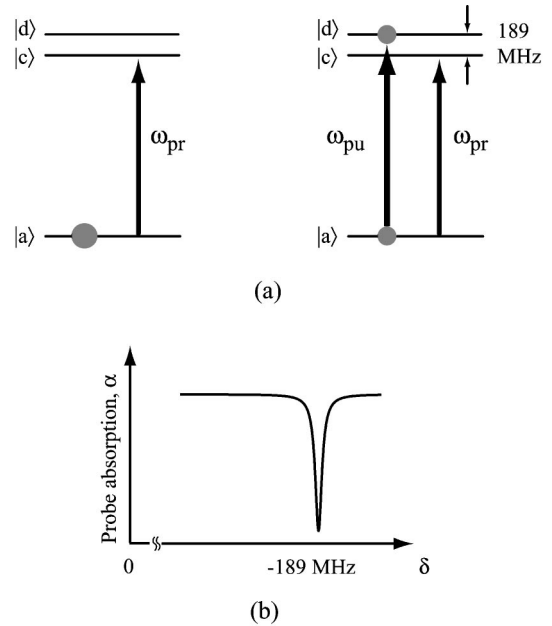 |d⟩
|c⟩
ω_pr
|a⟩
|d⟩
|c⟩
189
MHz
ω_pu
ω_pr
|a⟩
(a)
Probe absorption, α
0
-189 MHz
δ
(b)